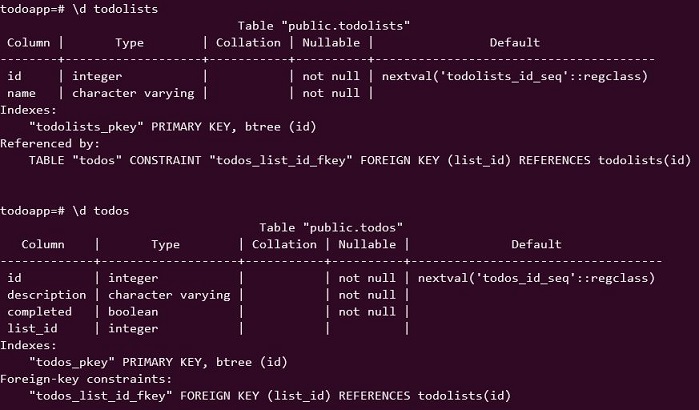 todoapp=# \d todolists
                                  Table "public.todolists"
 Column |       Type        | Collation | Nullable |                Default
--------+-------------------+-----------+----------+---------------------------------------
 id     | integer           |           | not null | nextval('todolists_id_seq'::regclass)
 name   | character varying |           | not null |
Indexes:
    "todolists_pkey" PRIMARY KEY, btree (id)
Referenced by:
    TABLE "todos" CONSTRAINT "todos_list_id_fkey" FOREIGN KEY (list_id) REFERENCES todolists(id)
todoapp=# \d todos
                                     Table "public.todos"
   Column    |       Type        | Collation | Nullable |              Default
-------------+-------------------+-----------+----------+-----------------------------------
 id          | integer           |           | not null | nextval('todos_id_seq'::regclass)
 description | character varying |           | not null |
 completed   | boolean           |           | not null |
 list_id     | integer           |           |          |
Indexes:
    "todos_pkey" PRIMARY KEY, btree (id)
Foreign-key constraints:
    "todos_list_id_fkey" FOREIGN KEY (list_id) REFERENCES todolists(id)